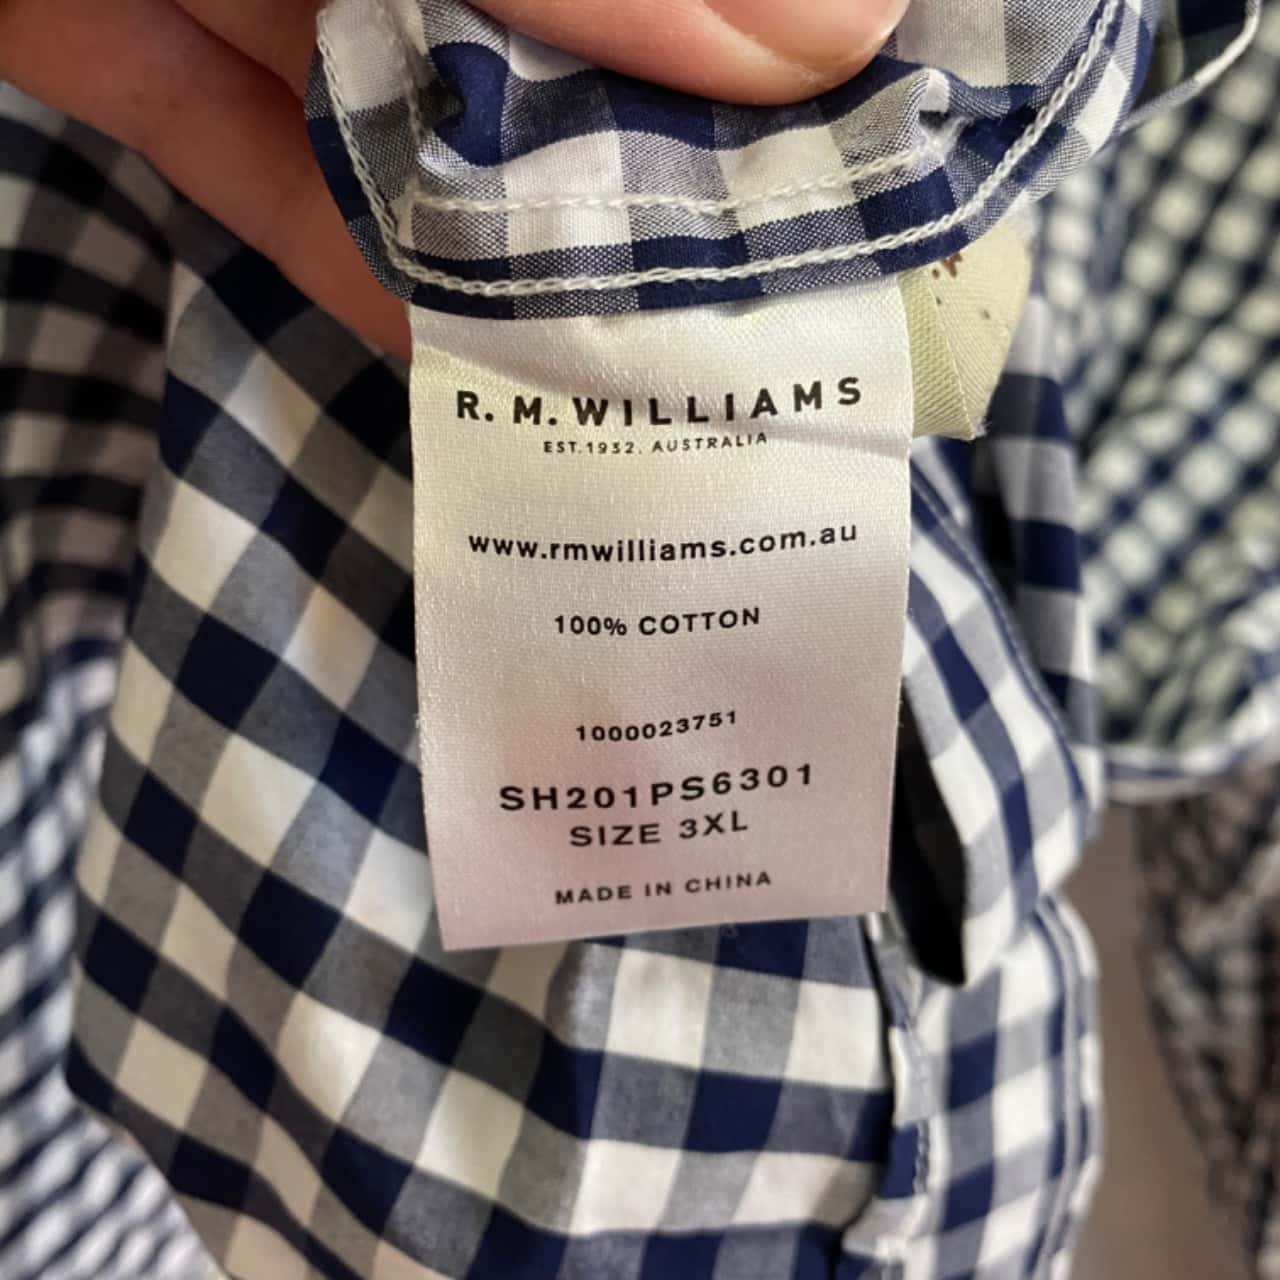 R. M. WILLIAMS
EST. 1932. AUSTRALIA
www.rmwilliams.com.au
100% COTTON
1000023751
SH201PS6301
SIZE 3XL
MADE IN CHINA